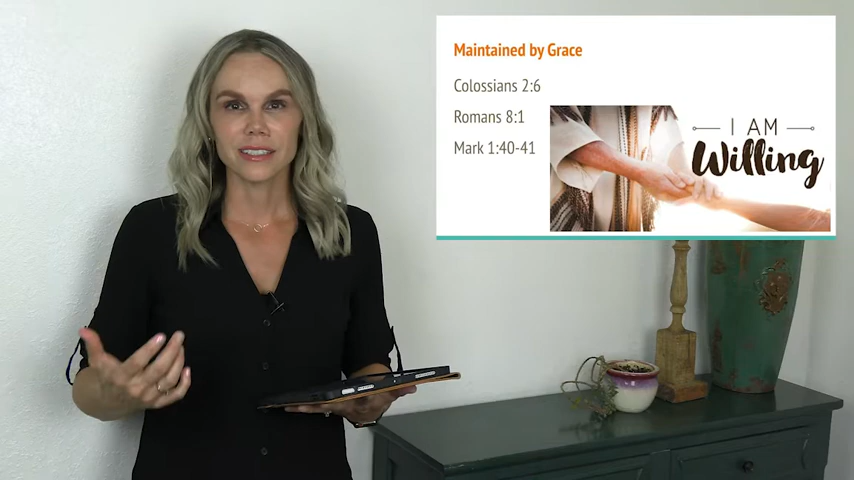 Maintained by Grace
Colossians 2:6
Romans 8:1
Mark 1:40-41
I AM
Willing